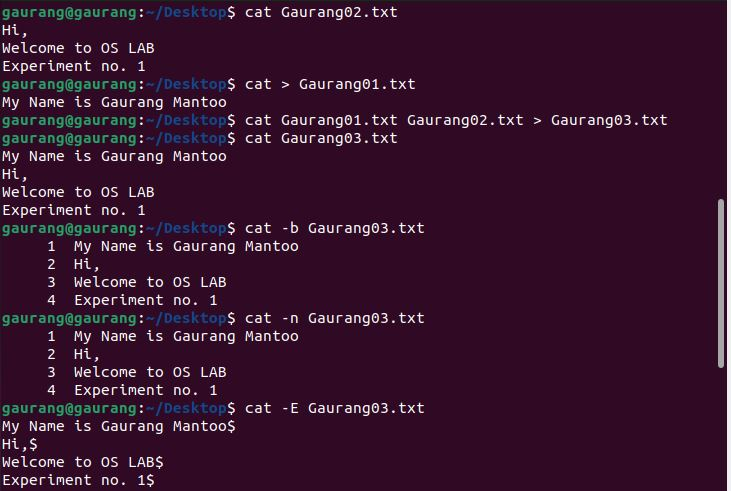 gaurang@gaurang:~/Desktop$ cat Gaurang02.txt
Hi,
Welcome to OS LAB
Experiment no. 1
gaurang@gaurang:~/Desktop$ cat > Gaurang01.txt
My Name is Gaurang Mantoo
gaurang@gaurang:~/Desktop$ cat Gaurang01.txt Gaurang02.txt > Gaurang03.txt
gaurang@gaurang:~/Desktop$ cat Gaurang03.txt
My Name is Gaurang Mantoo
Hi,
Welcome to OS LAB
Experiment no. 1
gaurang@gaurang:~/Desktop$ cat -b Gaurang03.txt
     1  My Name is Gaurang Mantoo
     2  Hi,
     3  Welcome to OS LAB
     4  Experiment no. 1
gaurang@gaurang:~/Desktop$ cat -n Gaurang03.txt
     1  My Name is Gaurang Mantoo
     2  Hi,
     3  Welcome to OS LAB
     4  Experiment no. 1
gaurang@gaurang:~/Desktop$ cat -E Gaurang03.txt
My Name is Gaurang Mantoo$
Hi,$
Welcome to OS LAB$
Experiment no. 1$